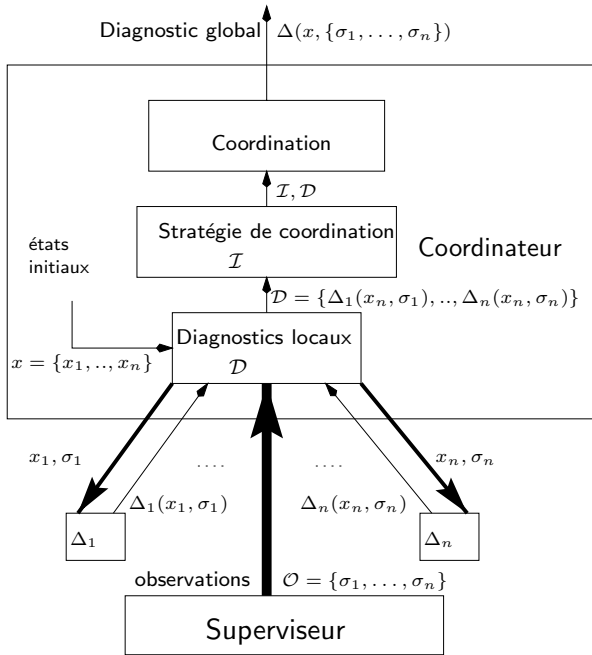 Diagnostic global
Δ(x, {σ₁, . . . , σₙ})
Coordination
ℐ, 𝒟
Stratégie de coordination
ℐ
Coordinateur
états
initiaux
𝒟 = {Δ₁(xₙ, σ₁), .., Δₙ(xₙ, σₙ)}
Diagnostics locaux
𝒟
x = {x₁, .., xₙ}
x₁, σ₁
xₙ, σₙ
....
....
Δ₁(x₁, σ₁)
Δₙ(xₙ, σₙ)
Δ₁
Δₙ
observations
𝒪 = {σ₁, . . . , σₙ}
Superviseur